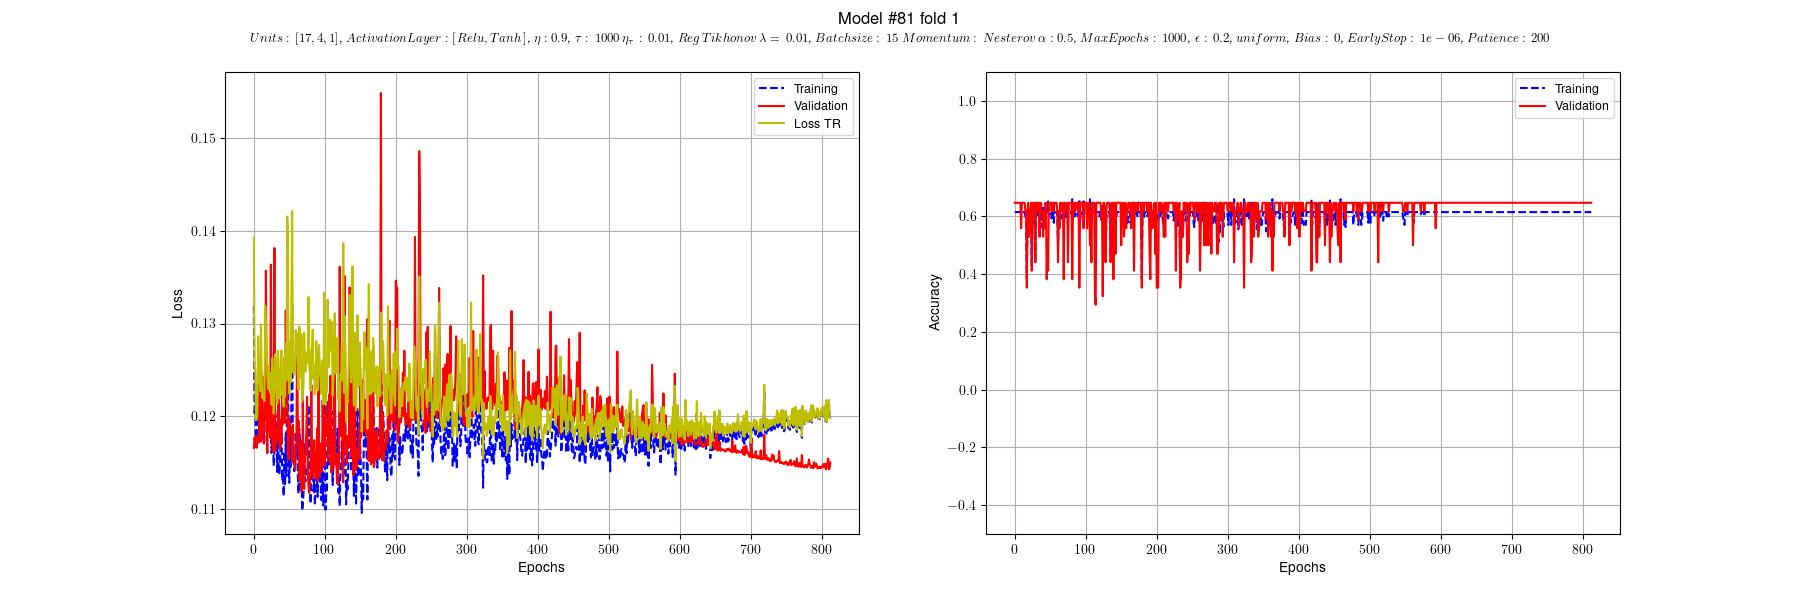 Model #81 fold 1
Units : [17, 4, 1], ActivationLayer : [Relu, Tanh], η : 0.9, τ : 1000 ητ : 0.01, Reg Tikhonov λ = 0.01, Batchsize : 15 Momentum : Nesterov α : 0.5, MaxEpochs : 1000, ϵ : 0.2, uniform, Bias : 0, EarlyStop : 1e − 06, Patience : 200
Training
Validation
Loss TR
0.15
0.14
0.13
0.12
0.11
Loss
0 100 200 300 400 500 600 700 800
Epochs
Training
Validation
1.0
0.8
0.6
0.4
0.2
0.0
−0.2
−0.4
Accuracy
0 100 200 300 400 500 600 700 800
Epochs